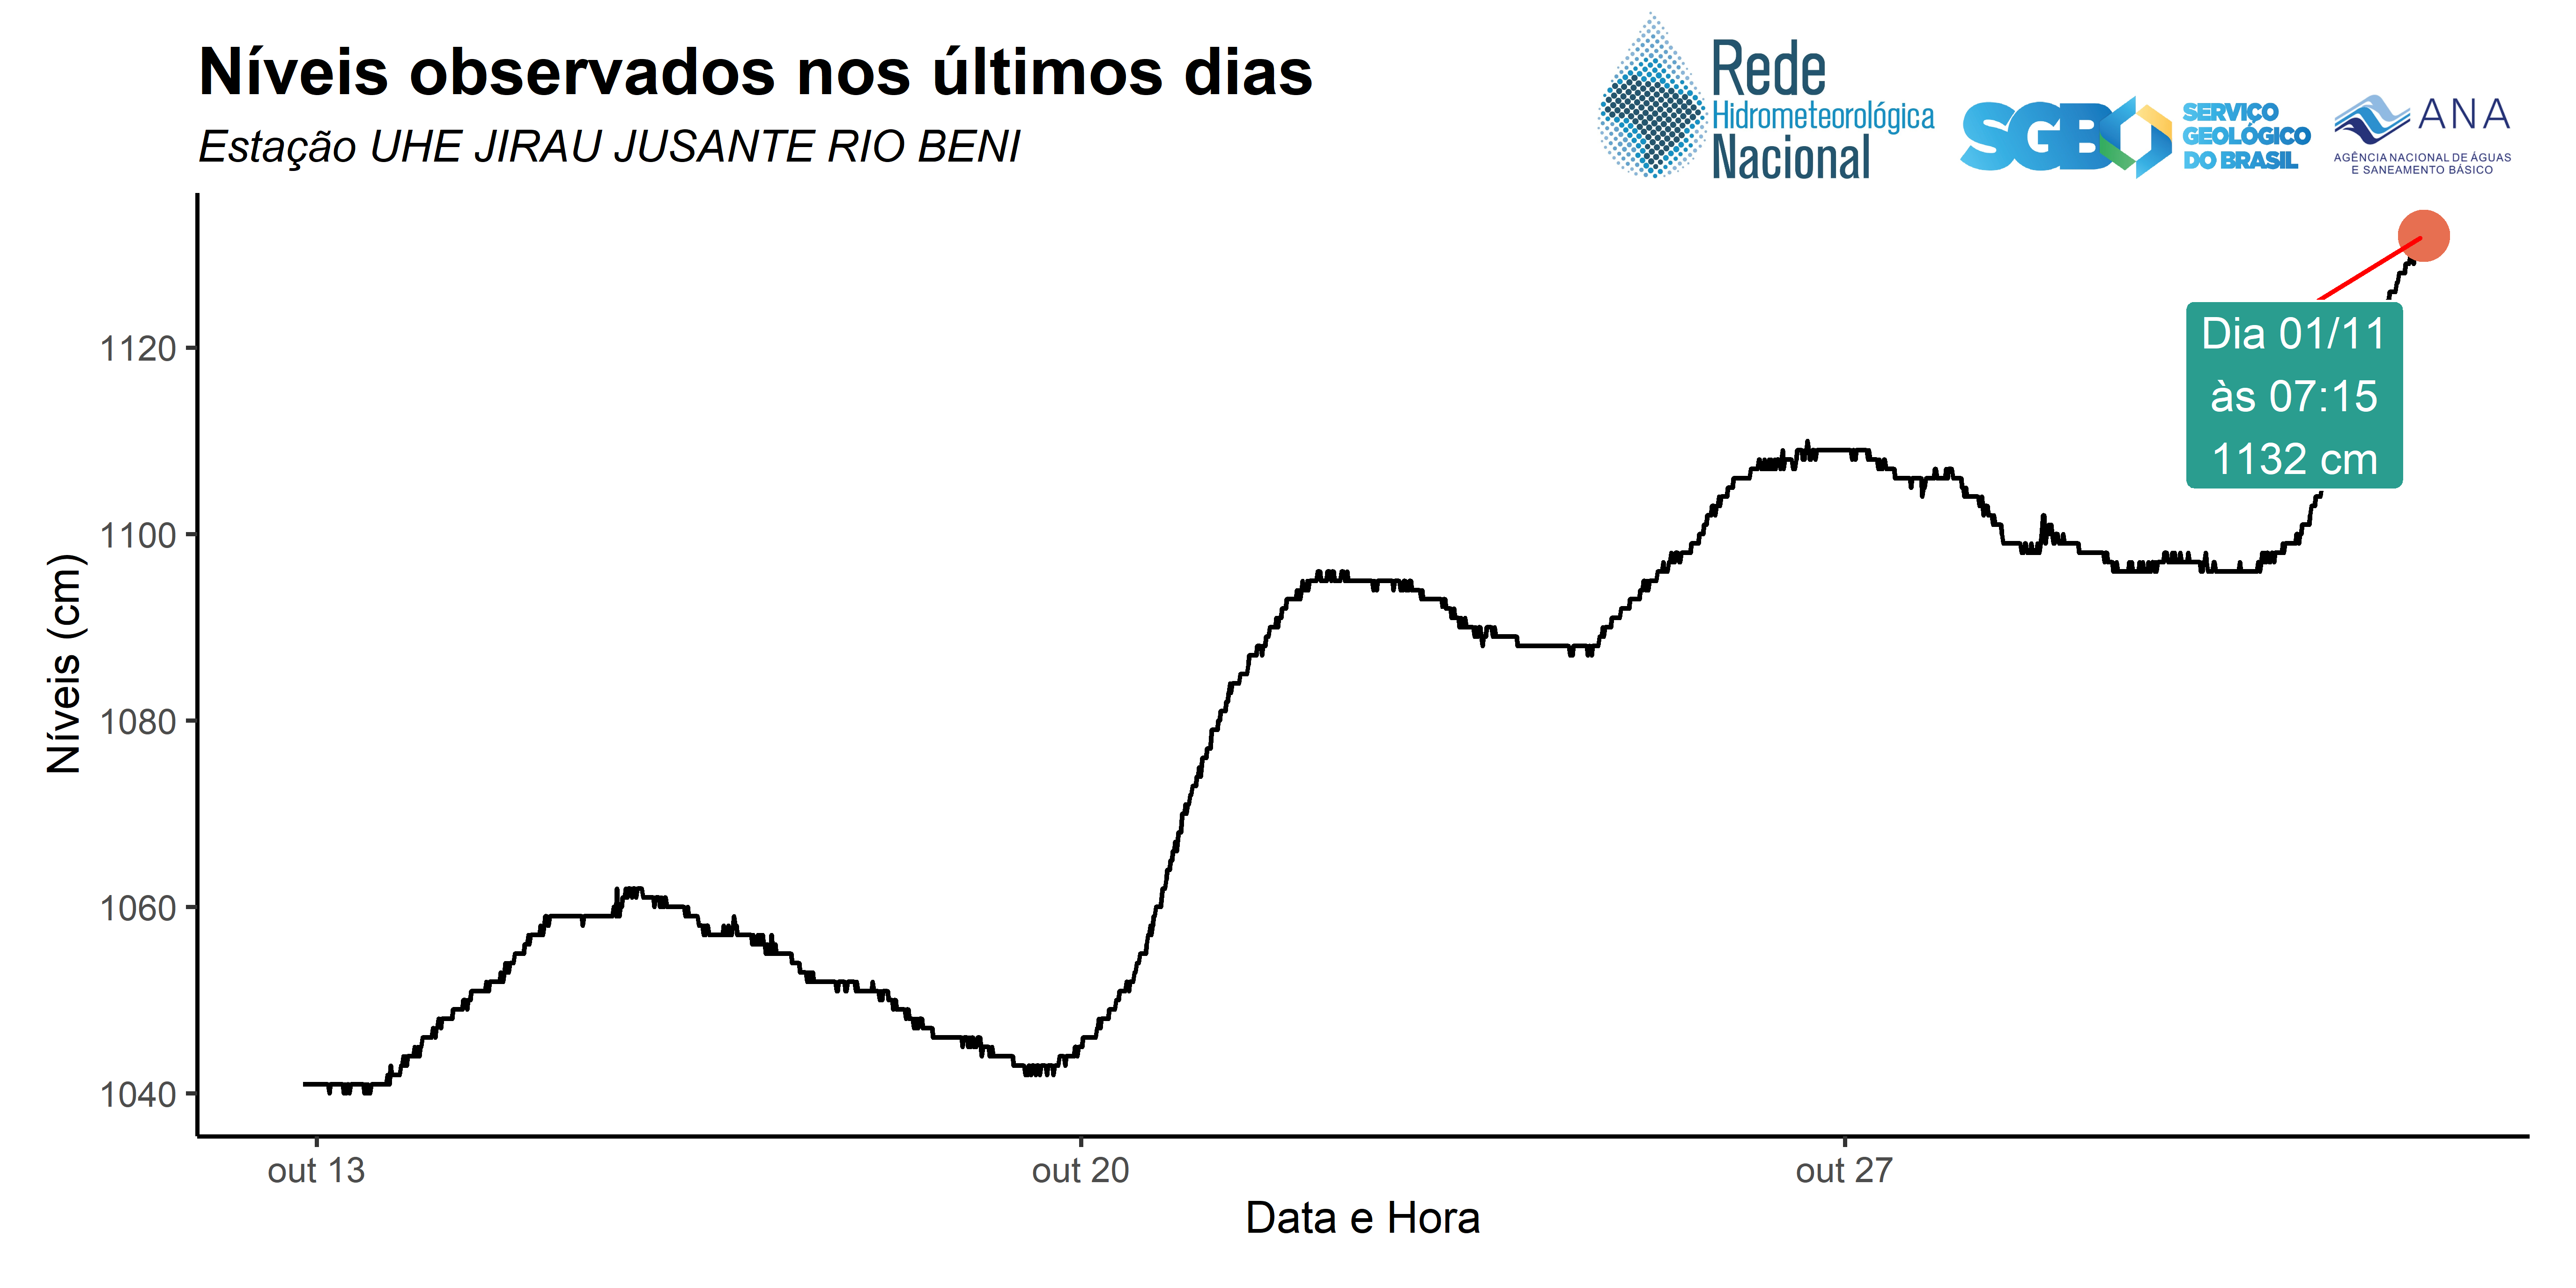 Níveis observados nos últimos dias
Estação UHE JIRAU JUSANTE RIO BENI
Rede
Hidrometeorológica
Nacional
SGB
SERVIÇO
GEOLÓGICO
DO BRASIL
ANA
AGÊNCIA NACIONAL DE ÁGUAS
E SANEAMENTO BÁSICO
Níveis (cm)
1120
1100
1080
1060
1040
Dia 01/11
às 07:15
1132 cm
out 13
out 20
out 27
Data e Hora